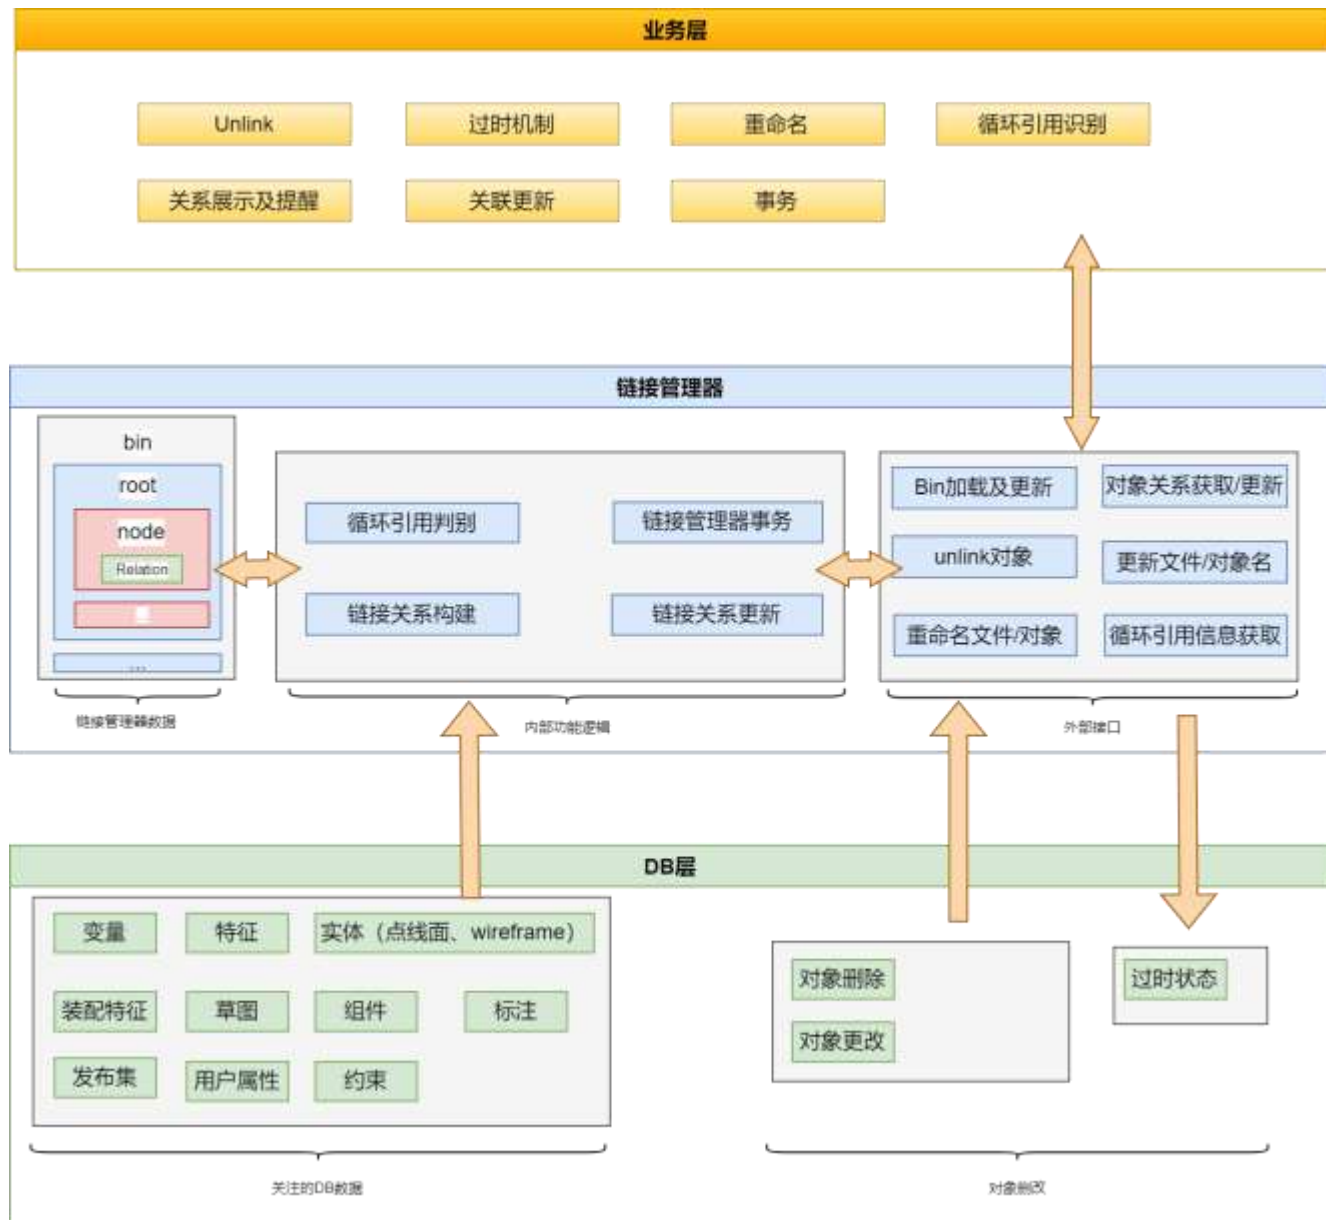 业务层
Unlink
过时机制
重命名
循环引用识别
关系展示及提醒
关联更新
事务
链接管理器
bin
root
node
Relation
...
链接管理器数据
循环引用判别
链接管理器事务
链接关系构建
链接关系更新
内部功能逻辑
Bin加载及更新
对象关系获取/更新
unlink对象
更新文件/对象名
重命名文件/对象
循环引用信息获取
外部接口
DB层
变量
特征
实体（点线面、wireframe）
装配特征
草图
组件
标注
发布集
用户属性
约束
关注的DB数据
对象删除
对象更改
过时状态
对象删改